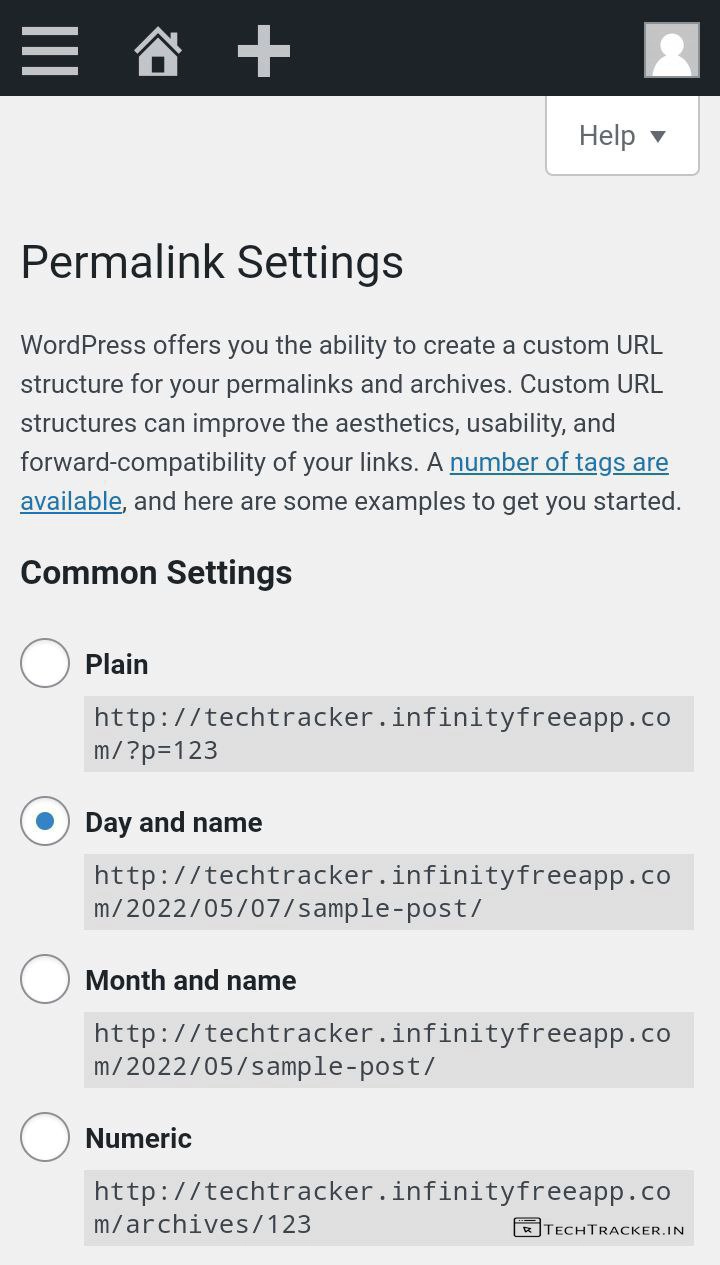 Help
Permalink Settings
WordPress offers you the ability to create a custom URL
structure for your permalinks and archives. Custom URL
structures can improve the aesthetics, usability, and
forward-compatibility of your links. A number of tags are
available, and here are some examples to get you started.
Common Settings
Plain
http://techtracker.infinityfreeapp.co
m/?p=123
Day and name
http://techtracker.infinityfreeapp.co
m/2022/05/07/sample-post/
Month and name
http://techtracker.infinityfreeapp.co
m/2022/05/sample-post/
Numeric
http://techtracker.infinityfreeapp.co
m/archives/123
TECHTRACKER.IN